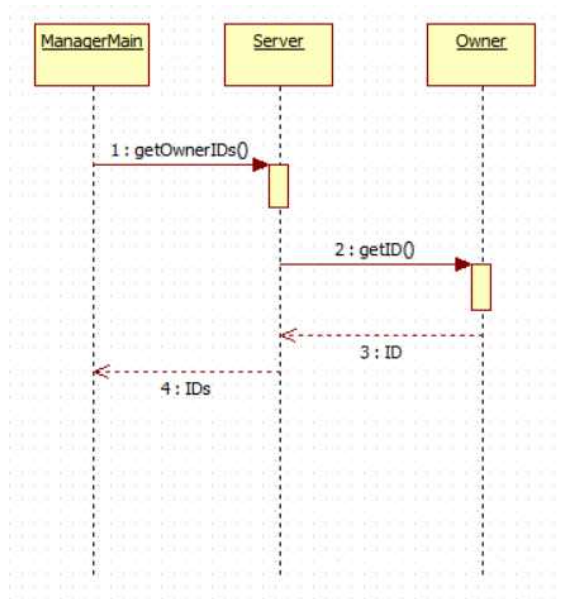 ManagerMain
Server
Owner
1 : getOwnerIDs()
2 : getID()
3 : ID
4 : IDs